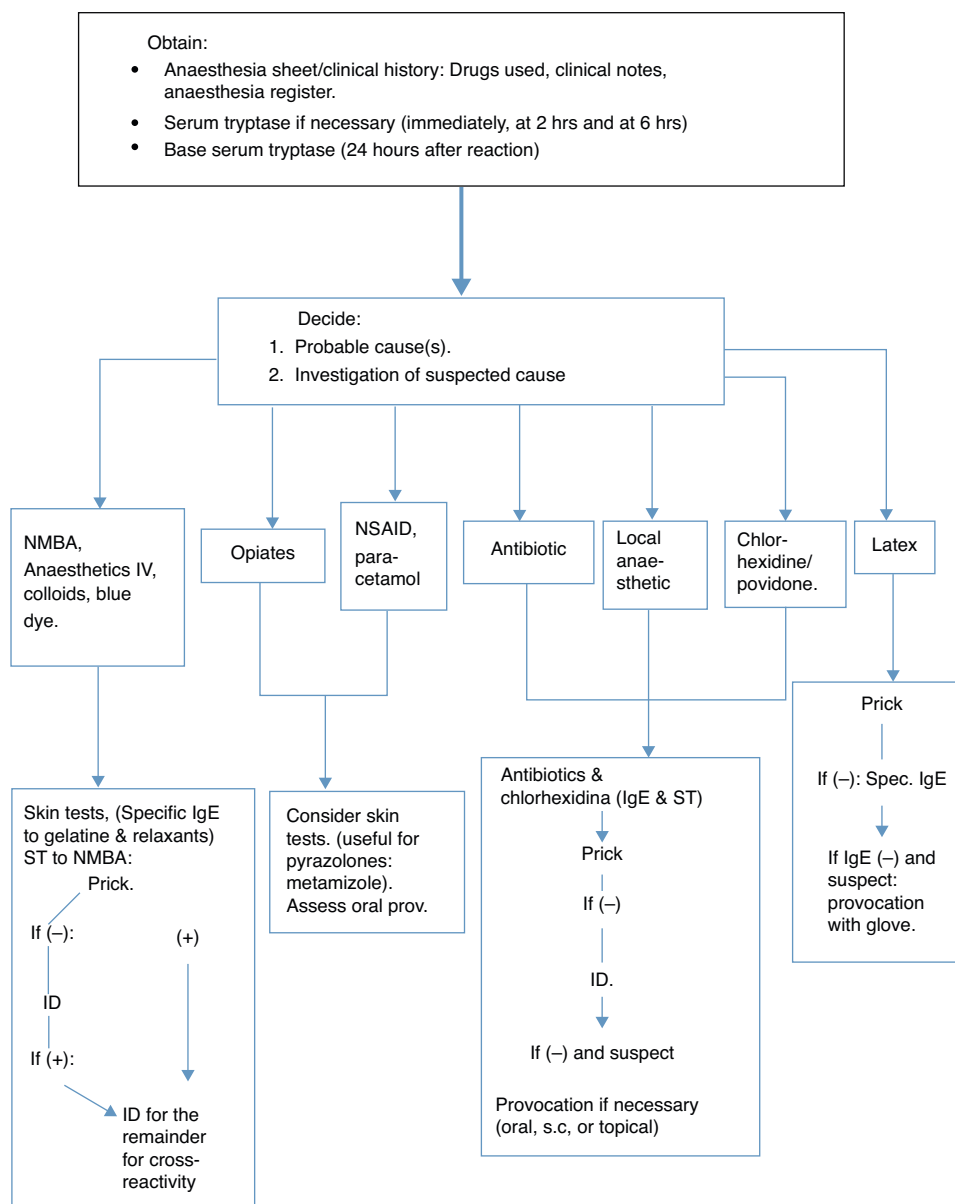 Obtain:
• Anaesthesia sheet/clinical history: Drugs used, clinical notes,
anaesthesia register.
• Serum tryptase if necessary (immediately, at 2 hrs and at 6 hrs)
• Base serum tryptase (24 hours after reaction)
Decide:
1. Probable cause(s).
2. Investigation of suspected cause
NMBA,
Anaesthetics IV,
colloids, blue
dye.
Opiates
NSAID,
para-
cetamol
Antibiotic
Local
anae-
sthetic
Chlor-
hexidine/
povidone.
Latex
Skin tests, (Specific IgE
to gelatine & relaxants)
ST to NMBA:
Prick.
If (–):
(+)
ID
If (+):
ID for the
remainder
for cross-
reactivity
Consider skin
tests. (useful for
pyrazolones:
metamizole).
Assess oral prov.
Antibiotics &
chlorhexidina (IgE & ST)
Prick
If (–)
ID.
If (–) and suspect
Provocation if necessary
(oral, s.c, or topical)
Prick
If (–): Spec. IgE
If IgE (–) and
suspect:
provocation
with glove.